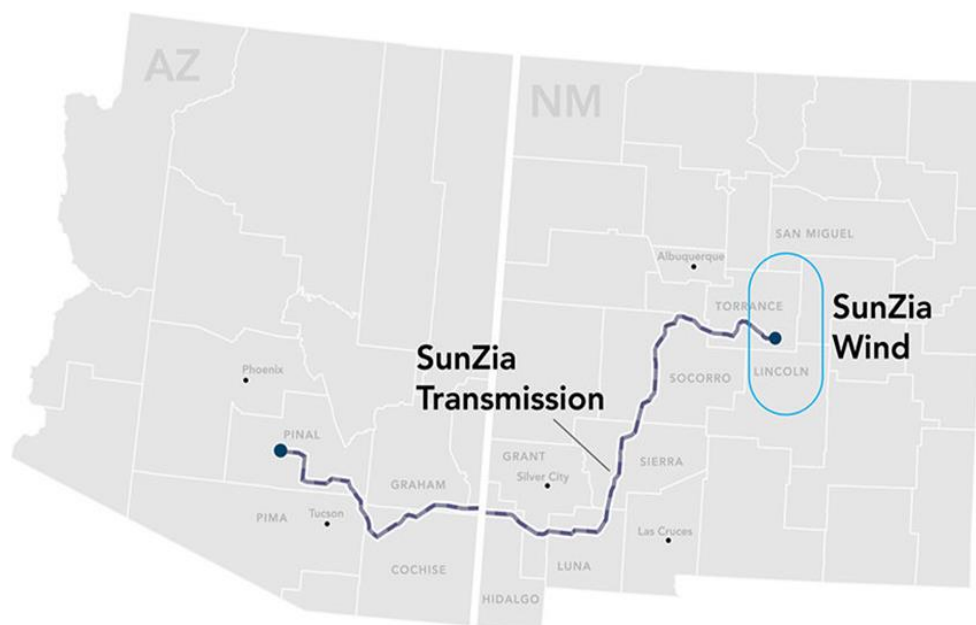 AZ
NM
SAN MIGUEL
Albuquerque
TORRANCE
SunZia
Wind
SunZia
Transmission
Phoenix
SOCORRO
LINCOLN
PINAL
GRANT
SIERRA
Silver City
GRAHAM
PIMA
Tucson
Las Cruces
COCHISE
LUNA
HIDALGO